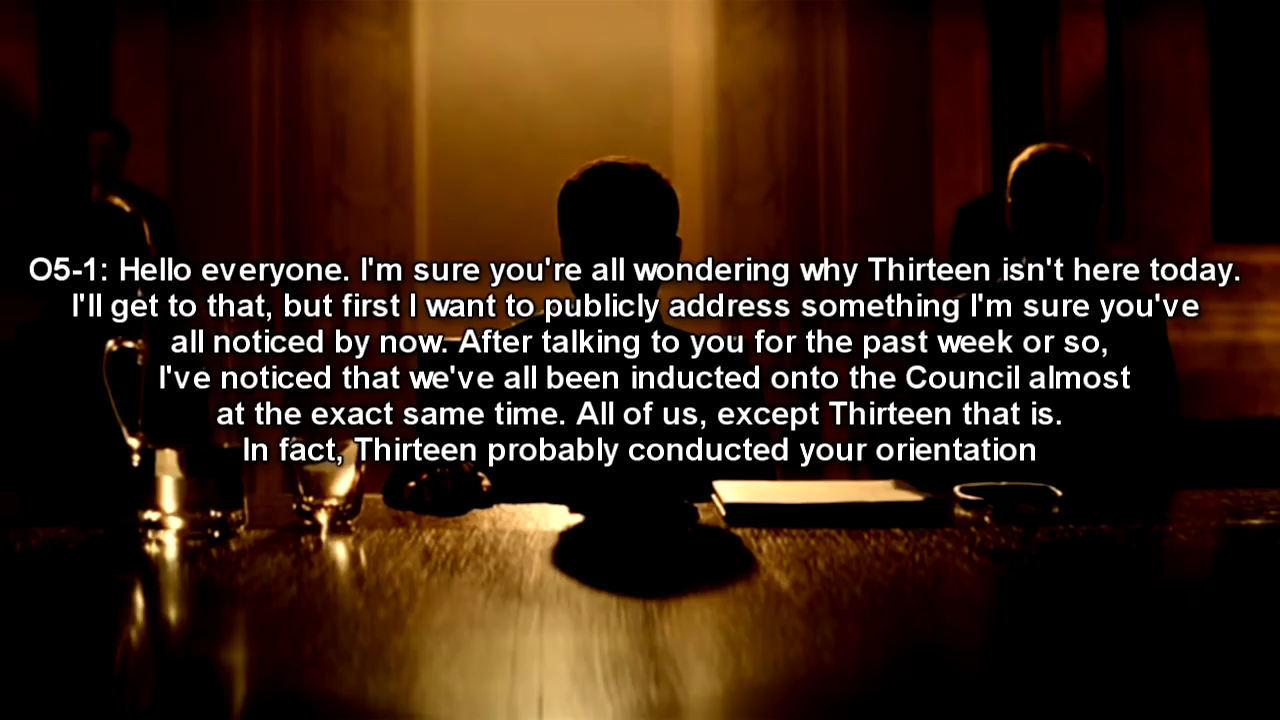 O5-1: Hello everyone. I'm sure you're all wondering why Thirteen isn't here today.
I'll get to that, but first I want to publicly address something I'm sure you've
all noticed by now. After talking to you for the past week or so,
I've noticed that we've all been inducted onto the Council almost
at the exact same time. All of us, except Thirteen that is.
In fact, Thirteen probably conducted your orientation